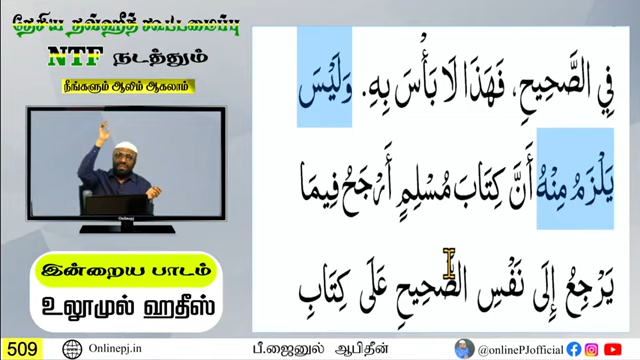 தேசிய தவ்ஹீத் கூட்டமைப்பு
NTF நடத்தும்
நீங்களும் ஆலிம் ஆகலாம்
Onlinepj
இன்றைய பாடம்
உலூமுல் ஹதீஸ்
فِي الصَّحِيحِ، فَهَذَا لَا بَأْسَ بِهِ. وَلَيْسَ
يَلْزَمُ مِنْهُ أَنَّ كِتَابَ مُسْلِمٍ أَرْجَحُ فِيمَا
يَرْجِعُ إِلَى نَفْسِ الصَّحِيحِ عَلَى كِتَابِ
509 Onlinepj.in பீ.ஜைனுல் ஆபிதீன் @onlinePJofficial